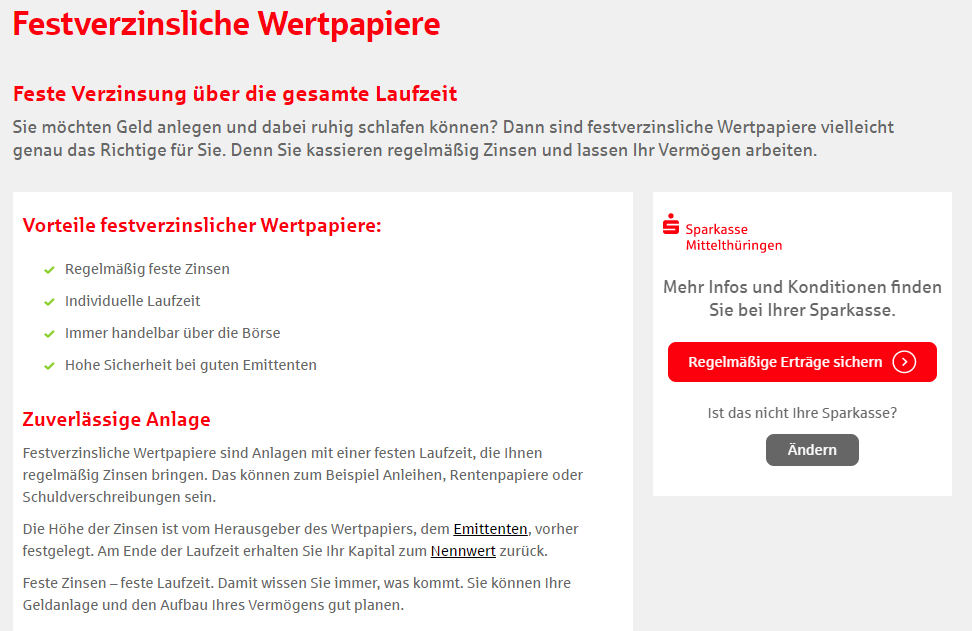 Festverzinsliche Wertpapiere
Feste Verzinsung über die gesamte Laufzeit
Sie möchten Geld anlegen und dabei ruhig schlafen können? Dann sind festverzinsliche Wertpapiere vielleicht
genau das Richtige für Sie. Denn Sie kassieren regelmäßig Zinsen und lassen Ihr Vermögen arbeiten.
Vorteile festverzinslicher Wertpapiere:
Regelmäßig feste Zinsen
Individuelle Laufzeit
Immer handelbar über die Börse
Hohe Sicherheit bei guten Emittenten
Zuverlässige Anlage
Festverzinsliche Wertpapiere sind Anlagen mit einer festen Laufzeit, die Ihnen
regelmäßig Zinsen bringen. Das können zum Beispiel Anleihen, Rentenpapiere oder
Schuldverschreibungen sein.
Die Höhe der Zinsen ist vom Herausgeber des Wertpapiers, dem Emittenten, vorher
festgelegt. Am Ende der Laufzeit erhalten Sie Ihr Kapital zum Nennwert zurück.
Feste Zinsen – feste Laufzeit. Damit wissen Sie immer, was kommt. Sie können Ihre
Geldanlage und den Aufbau Ihres Vermögens gut planen.
Sparkasse
Mittelthüringen
Mehr Infos und Konditionen finden
Sie bei Ihrer Sparkasse.
Regelmäßige Erträge sichern
Ist das nicht Ihre Sparkasse?
Ändern